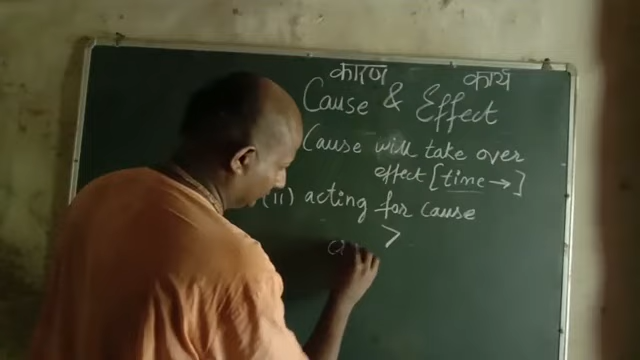 कारण कार्य
Cause & Effect
Cause will take over
effect [time →]
(ii) acting for cause
>